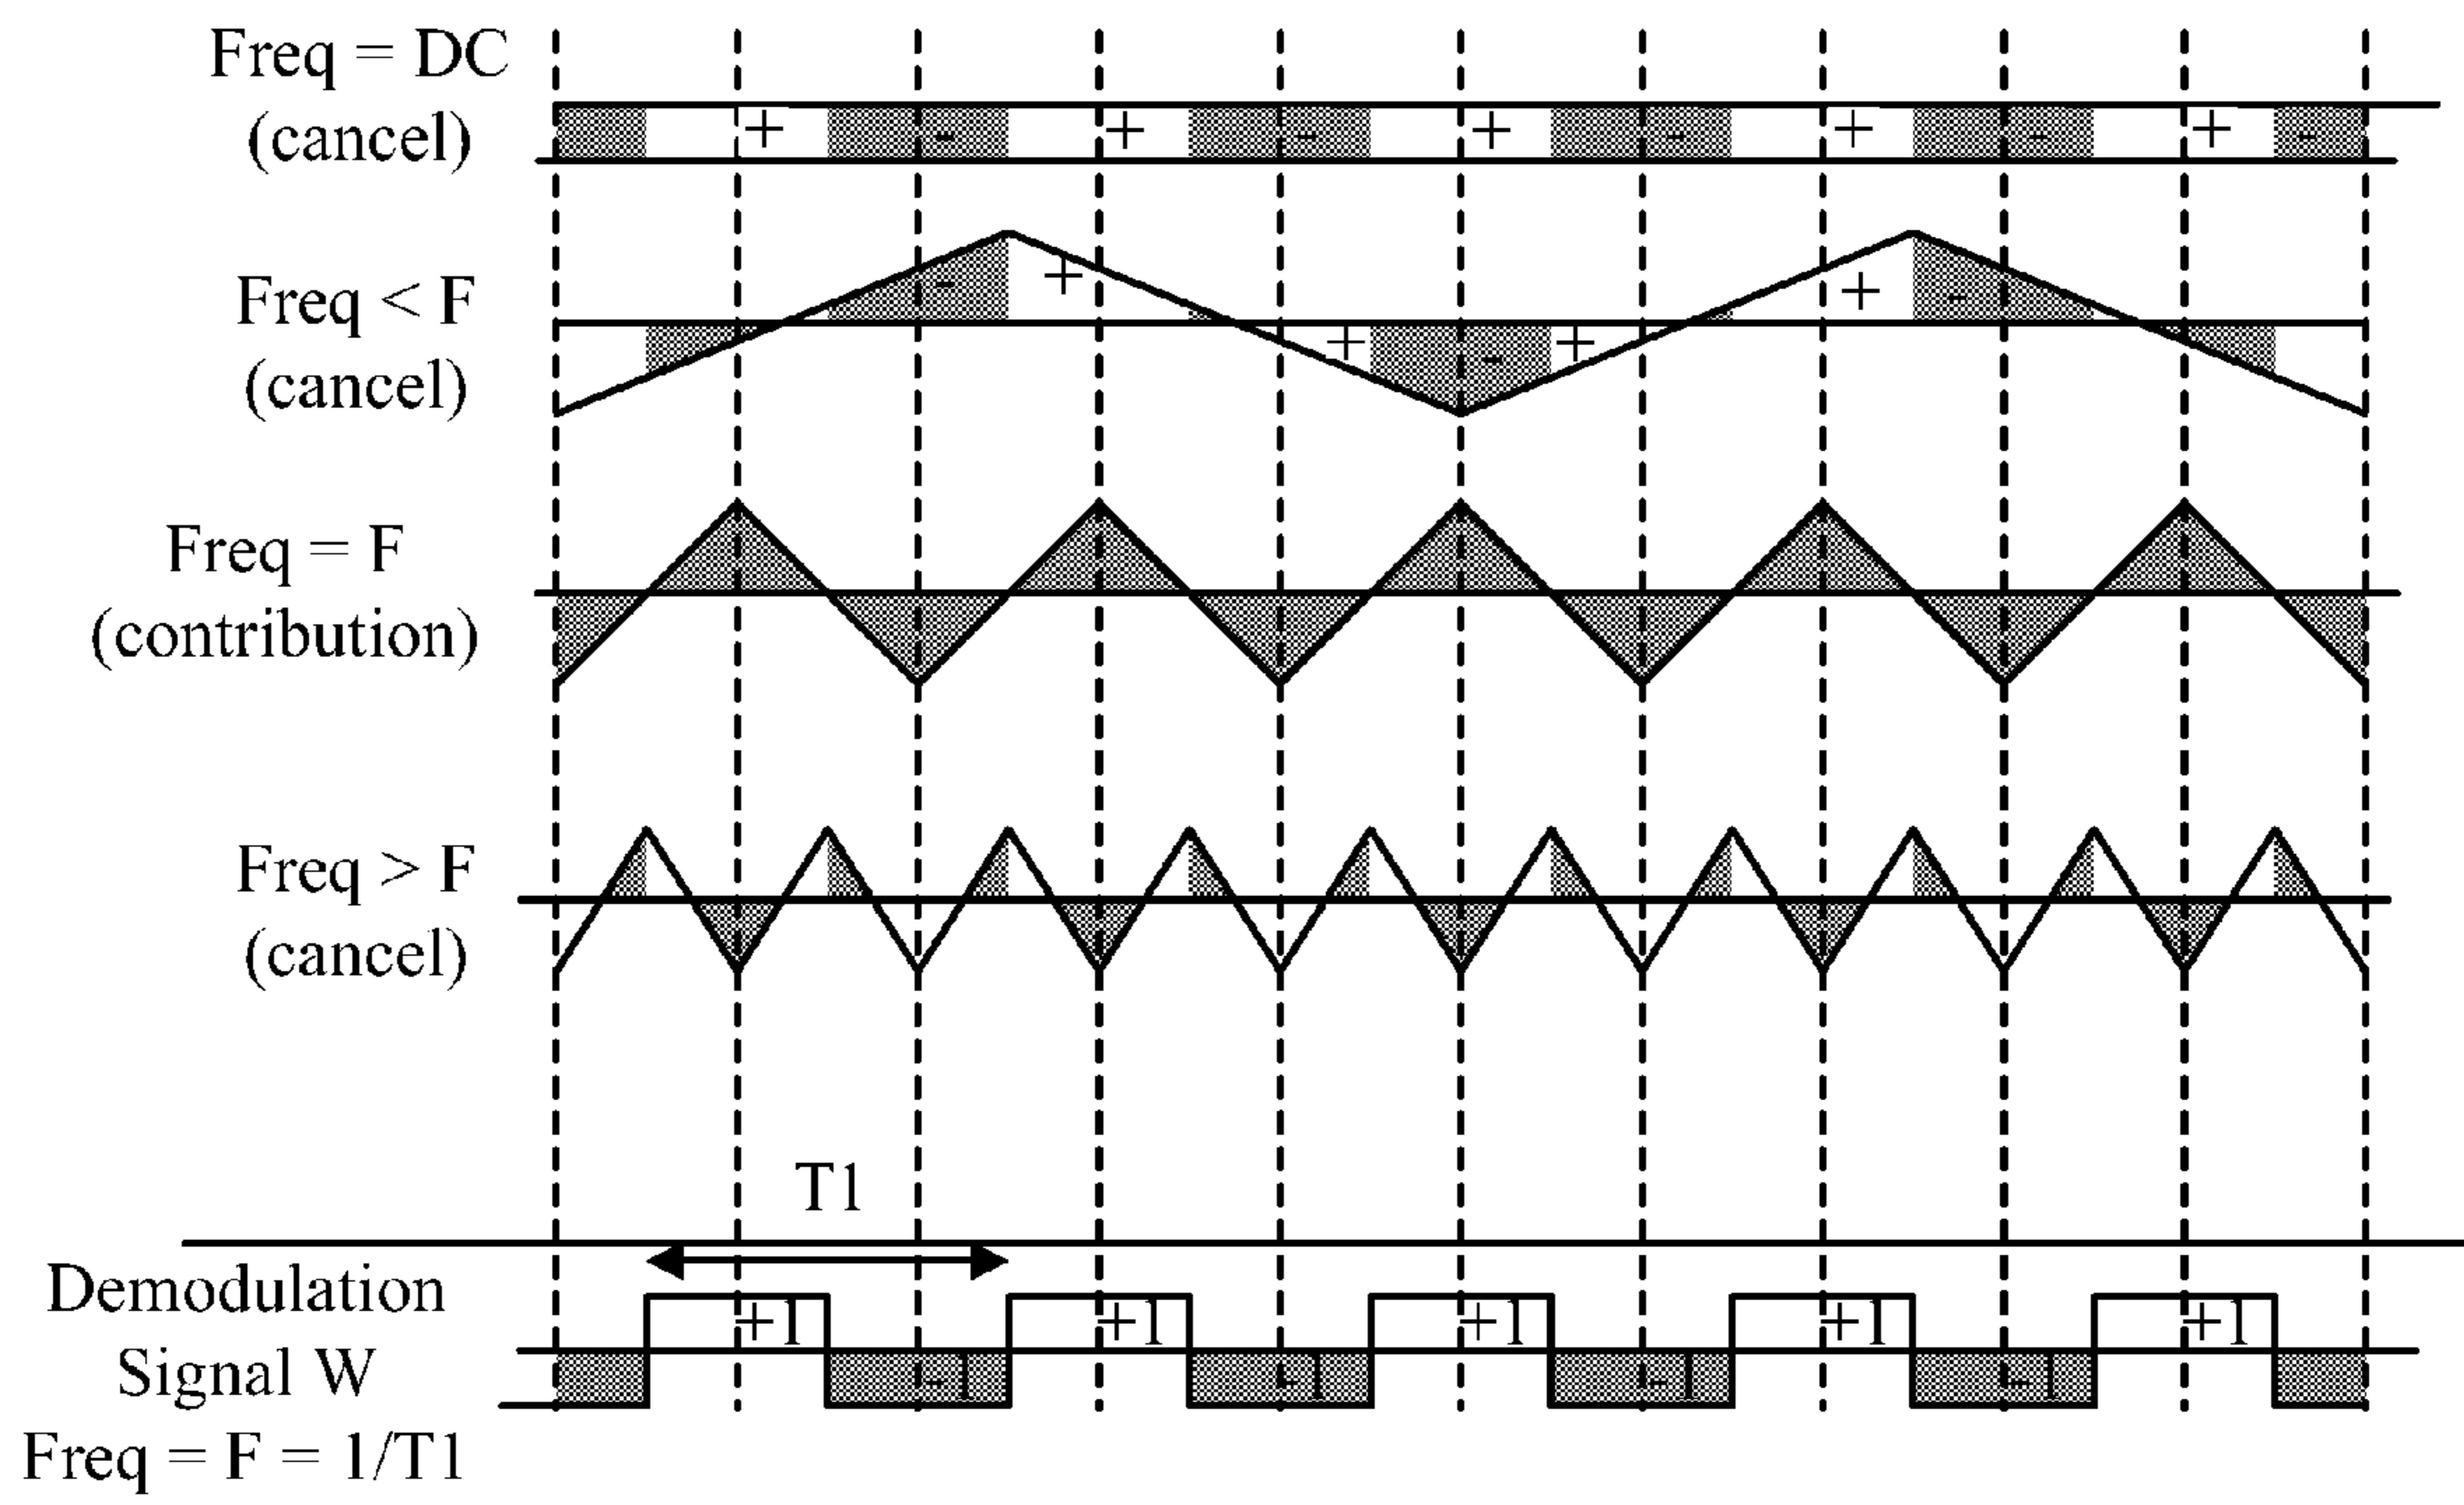 Freq = DC
(cancel)
+ - + - + - + - + -
Freq < F
(cancel)
- + + - + + -
Freq = F
(contribution)
Freq > F
(cancel)
T1
Demodulation
Signal W
Freq = F = 1/T1
+1 -1 +1 -1 +1 -1 +1 -1 +1